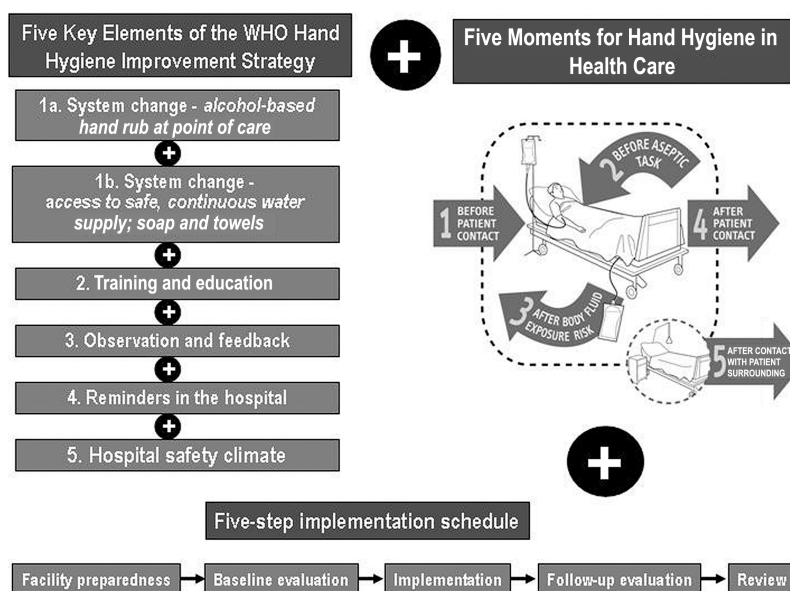 Five Key Elements of the WHO Hand
Hygiene Improvement Strategy
Five Moments for Hand Hygiene in
Health Care
1a. System change - alcohol-based
hand rub at point of care
1b. System change -
access to safe, continuous water
supply; soap and towels
2. Training and education
3. Observation and feedback
4. Reminders in the hospital
5. Hospital safety climate
1 BEFORE
PATIENT
CONTACT
2 BEFORE ASEPTIC
TASK
3 AFTER BODY FLUID
EXPOSURE RISK
4 AFTER
PATIENT
CONTACT
5 AFTER CONTACT
WITH PATIENT
SURROUNDING
Five-step implementation schedule
Facility preparedness
Baseline evaluation
Implementation
Follow-up evaluation
Review